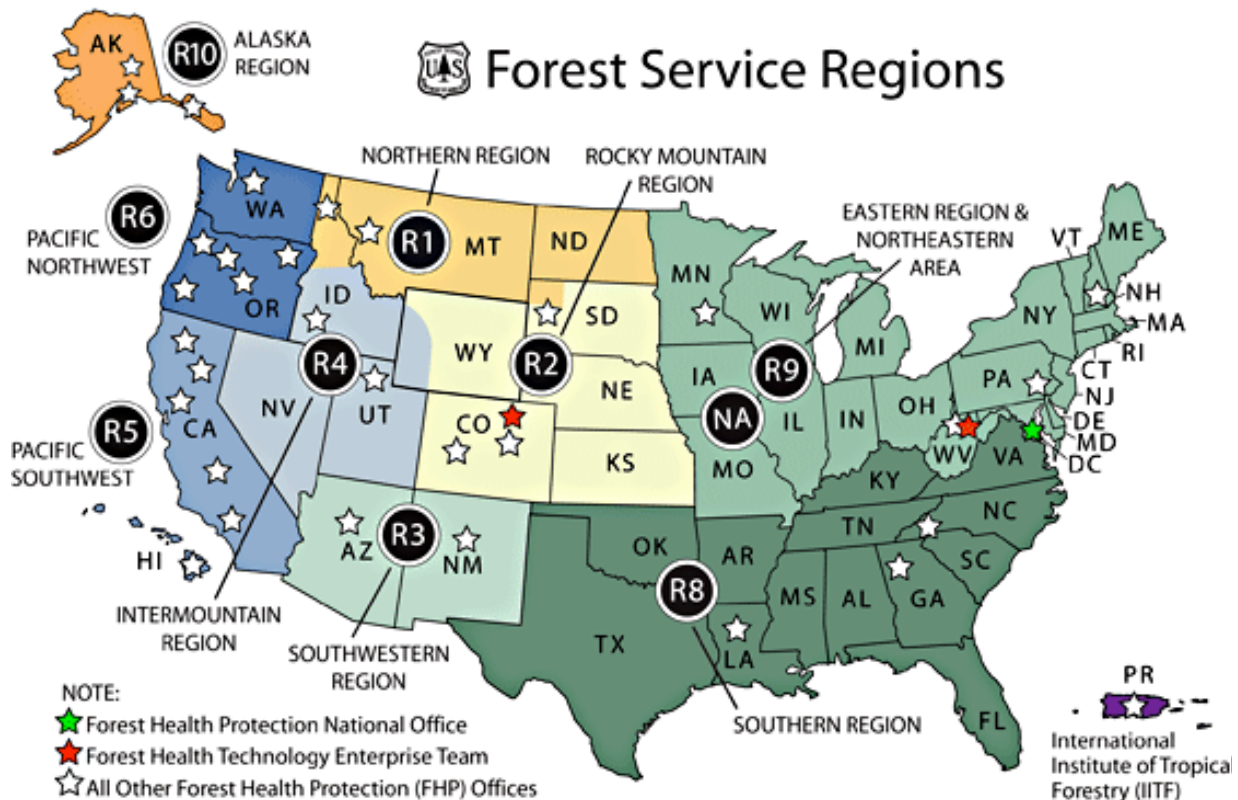 AK
R10
ALASKA
REGION
US
Forest Service Regions
NORTHERN REGION
ROCKY MOUNTAIN
REGION
R6
PACIFIC
NORTHWEST
WA
R1
MT
ND
EASTERN REGION &
NORTHEASTERN
AREA
VT
ME
OR
ID
MN
WI
NY
NH
MA
RI
SD
WY
R2
R4
R9
MI
CT
NJ
PA
DE
MD
DC
NV
UT
NE
IA
NA
IL
IN
OH
R5
PACIFIC
SOUTHWEST
CA
CO
KS
MO
WV
VA
KY
HI
AZ
R3
NM
OK
AR
TN
NC
SC
R8
MS
AL
GA
INTERMOUNTAIN
REGION
SOUTHWESTERN
REGION
TX
LA
FL
SOUTHERN REGION
PR
International
Institute of Tropical
Forestry (IITF)
NOTE:
Forest Health Protection National Office
Forest Health Technology Enterprise Team
All Other Forest Health Protection (FHP) Offices